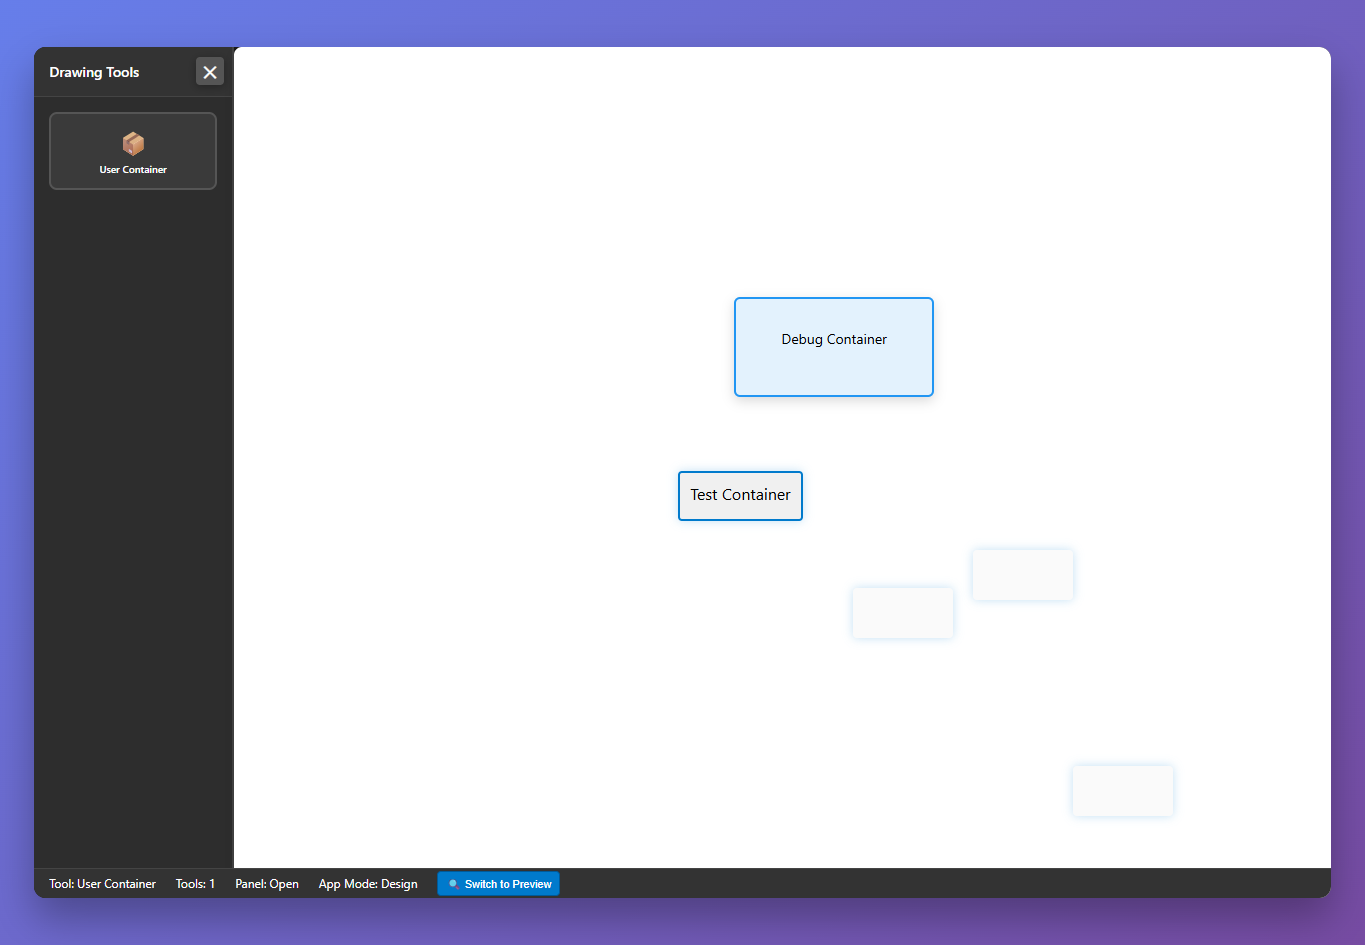 Drawing Tools
User Container
Debug Container
Test Container
Tool: User Container
Tools: 1
Panel: Open
App Mode: Design
Switch to Preview